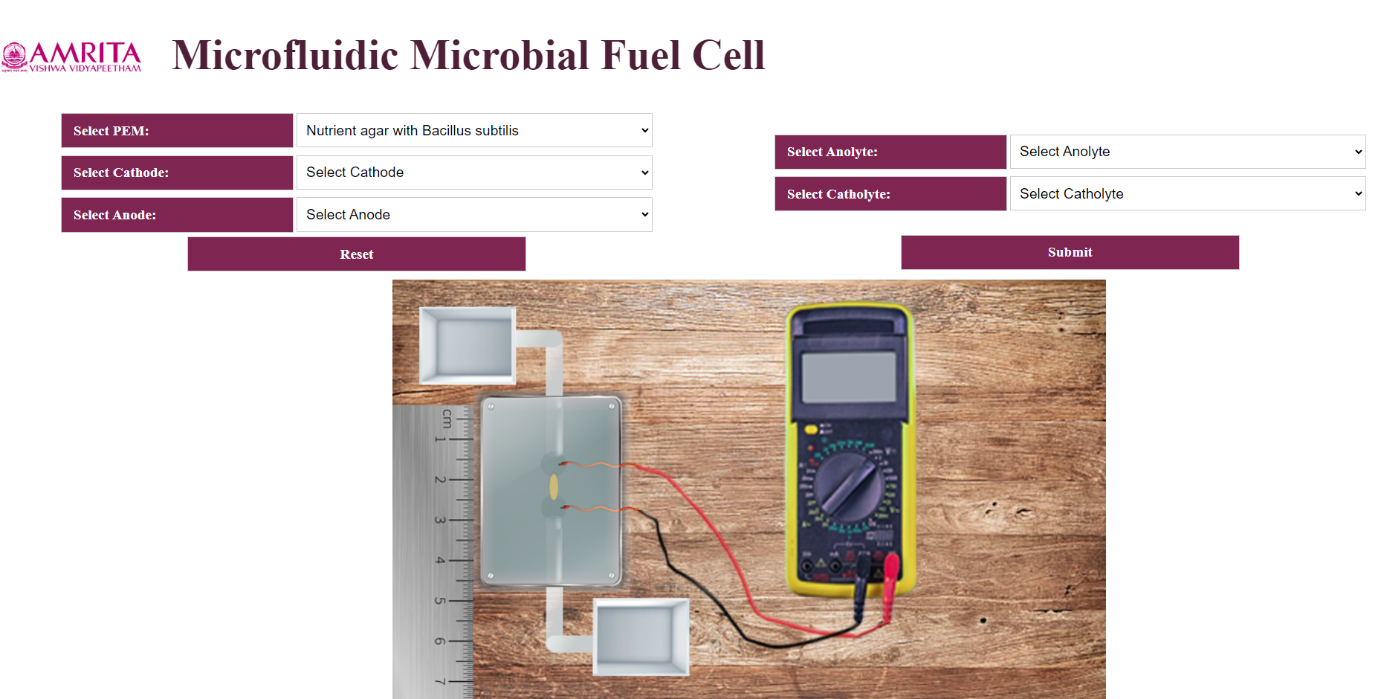 AMRITA
VISHWA VIDYAPEETHAM
Microfluidic Microbial Fuel Cell
Select PEM:
Nutrient agar with Bacillus subtilis
Select Cathode:
Select Cathode
Select Anode:
Select Anode
Reset
Select Anolyte:
Select Anolyte
Select Catholyte:
Select Catholyte
Submit
cm
1
2
3
4
5
6
7